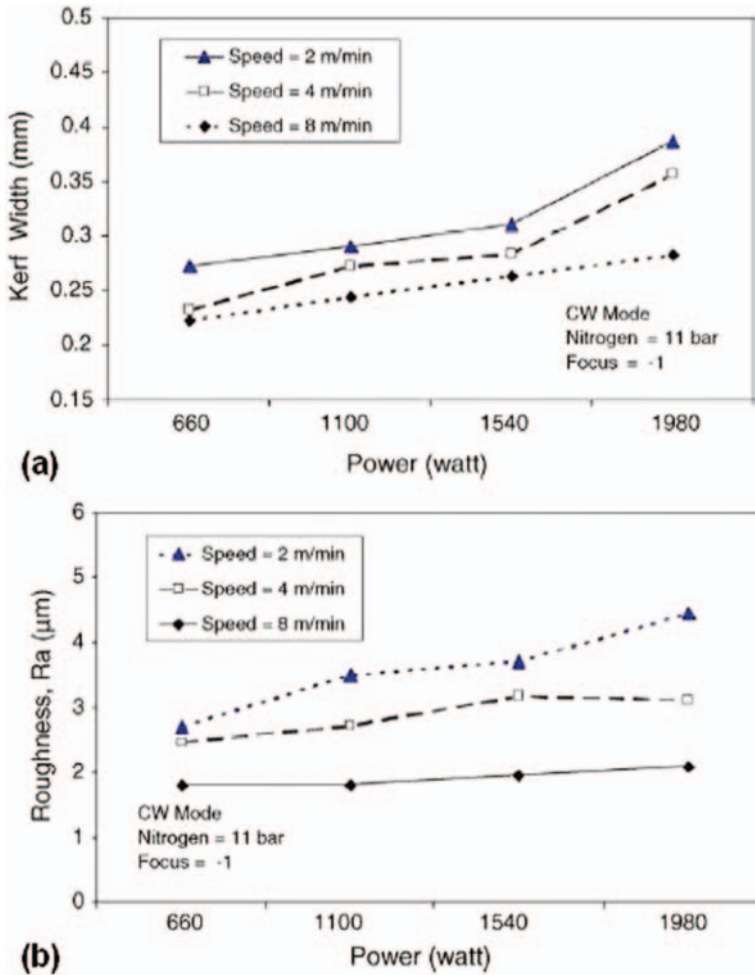 0.5
0.45
0.4
0.35
0.3
0.25
0.2
0.15
Kerf Width (mm)
Speed = 2 m/min
Speed = 4 m/min
Speed = 8 m/min
CW Mode
Nitrogen = 11 bar
Focus = -1
660 1100 1540 1980
(a) Power (watt)
6
5
4
3
2
1
0
Roughness, Ra (μm)
Speed = 2 m/min
Speed = 4 m/min
Speed = 8 m/min
CW Mode
Nitrogen = 11 bar
Focus = -1
660 1100 1540 1980
(b) Power (watt)